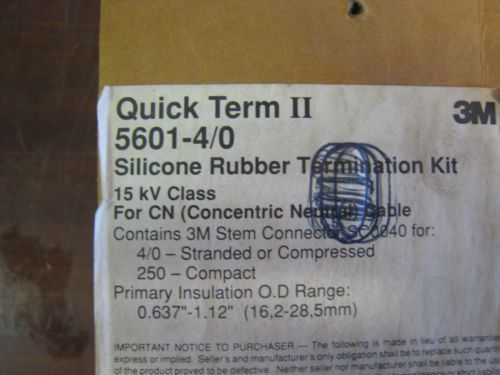 Quick Term II 3M
5601-4/0
Silicone Rubber Termination Kit
15 kV Class
For CN (Concentric Neutral) Cable
Contains 3M Stem Connector SC0040 for:
4/0 – Stranded or Compressed
250 – Compact
Primary Insulation O.D Range:
0.637"-1.12" (16,2-28,5mm)
IMPORTANT NOTICE TO PURCHASER — The following is made in lieu of all warrantie
express or implied. Seller's and manufacturer's only obligation shall be to replace such quanti
of the product proved to be defective. Neither seller nor manufacturer shall be liable to the us